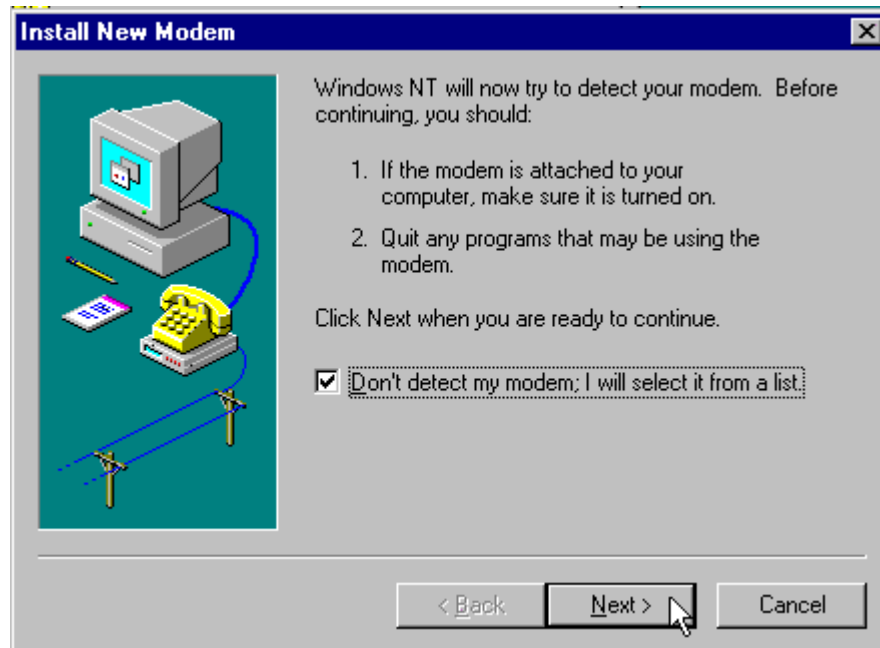 Install New Modem
Windows NT will now try to detect your modem.  Before
continuing, you should:
1.  If the modem is attached to your
computer, make sure it is turned on.
2.  Quit any programs that may be using the
modem.
Click Next when you are ready to continue.
Don't detect my modem; I will select it from a list.
< Back
Next >
Cancel